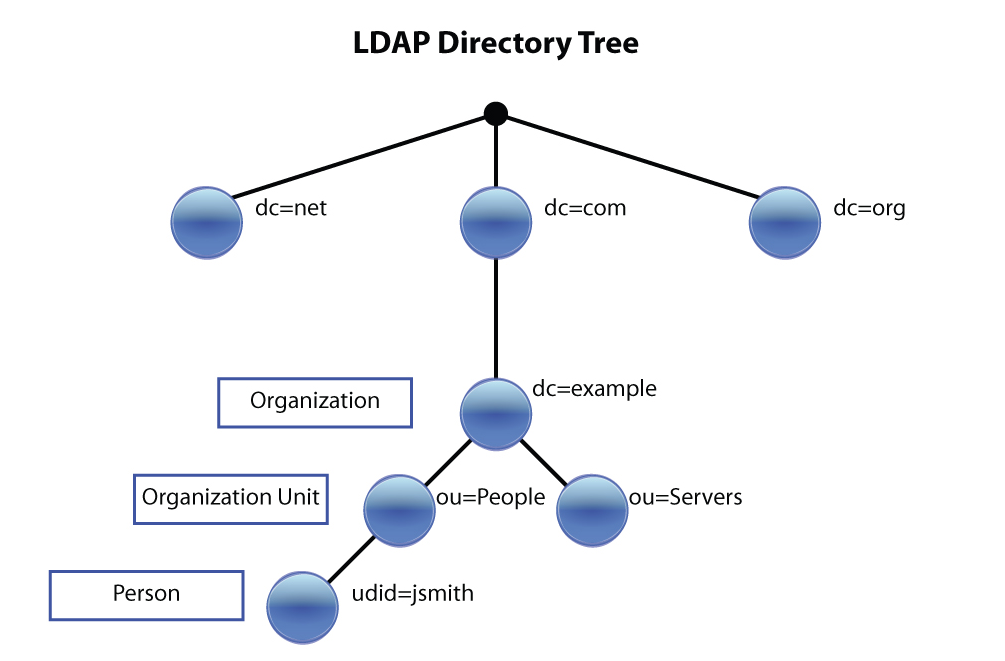 LDAP Directory Tree
dc=net
dc=com
dc=org
dc=example
Organization
Organization Unit
ou=People
ou=Servers
Person
udid=jsmith